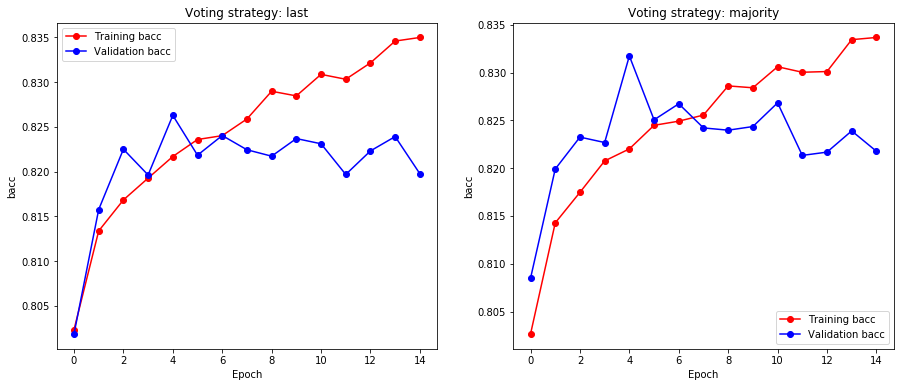 Voting strategy: last
Training bacc
Validation bacc
0.835
0.830
0.825
0.820
0.815
0.810
0.805
bacc
0 2 4 6 8 10 12 14
Epoch
Voting strategy: majority
0.835
0.830
0.825
0.820
0.815
0.810
0.805
bacc
Training bacc
Validation bacc
0 2 4 6 8 10 12 14
Epoch